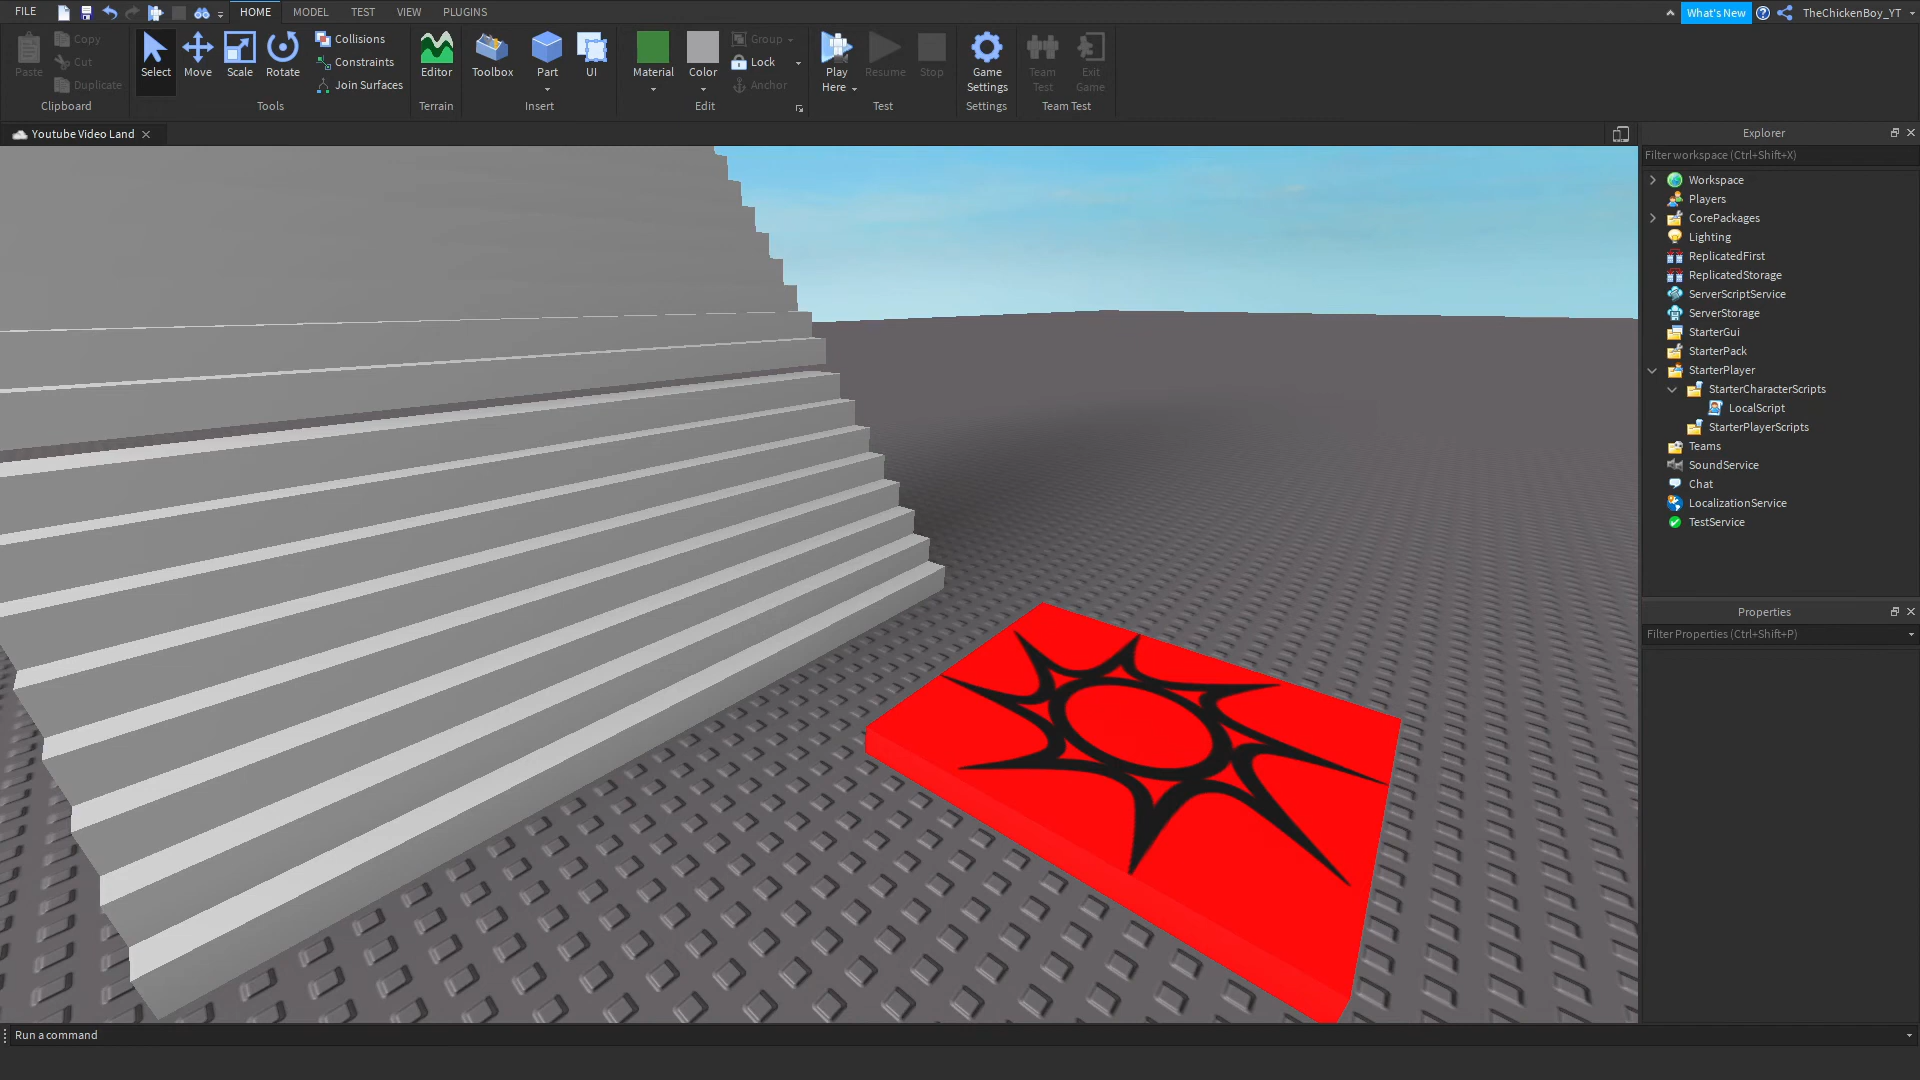 FILE HOME MODEL TEST VIEW PLUGINS What's New TheChickenBoy_YT
Paste
Copy
Cut
Duplicate
Clipboard
Select Move Scale Rotate
Collisions
Constraints
Join Surfaces
Tools
Editor
Terrain
Toolbox Part UI
Insert
Material Color
Group
Lock
Anchor
Edit
Play Here
Resume Stop
Test
Game Settings
Settings
Team Test
Exit Game
Team Test
Youtube Video Land
Explorer
Filter workspace (Ctrl+Shift+X)
Workspace
Players
CorePackages
Lighting
ReplicatedFirst
ReplicatedStorage
ServerScriptService
ServerStorage
StarterGui
StarterPack
StarterPlayer
StarterCharacterScripts
LocalScript
StarterPlayerScripts
Teams
SoundService
Chat
LocalizationService
TestService
Properties
Filter Properties (Ctrl+Shift+P)
Run a command